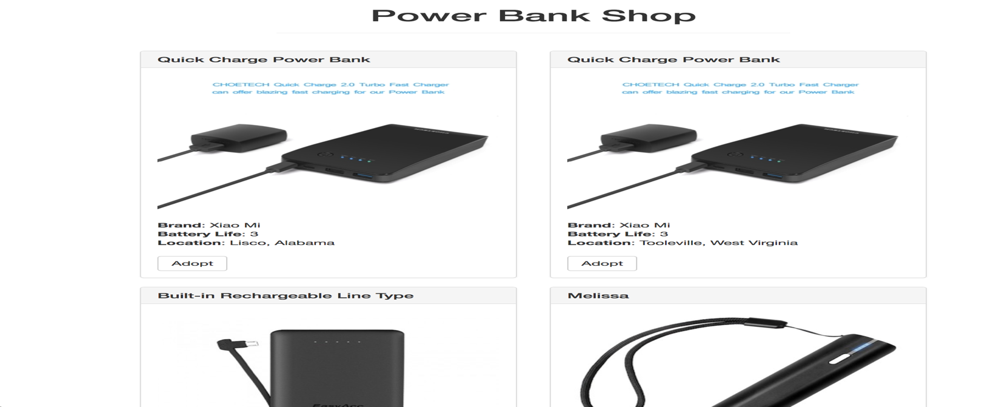 Power Bank Shop
Quick Charge Power Bank
CHOETECH Quick Charge 2.0 Turbo Fast Charger
can offer blazing fast charging for our Power Bank
Brand: Xiao Mi
Battery Life: 3
Location: Lisco, Alabama
Adopt
Quick Charge Power Bank
CHOETECH Quick Charge 2.0 Turbo Fast Charger
can offer blazing fast charging for our Power Bank
Brand: Xiao Mi
Battery Life: 3
Location: Tooleville, West Virginia
Adopt
Built-in Rechargeable Line Type
EasyAcc
Melissa